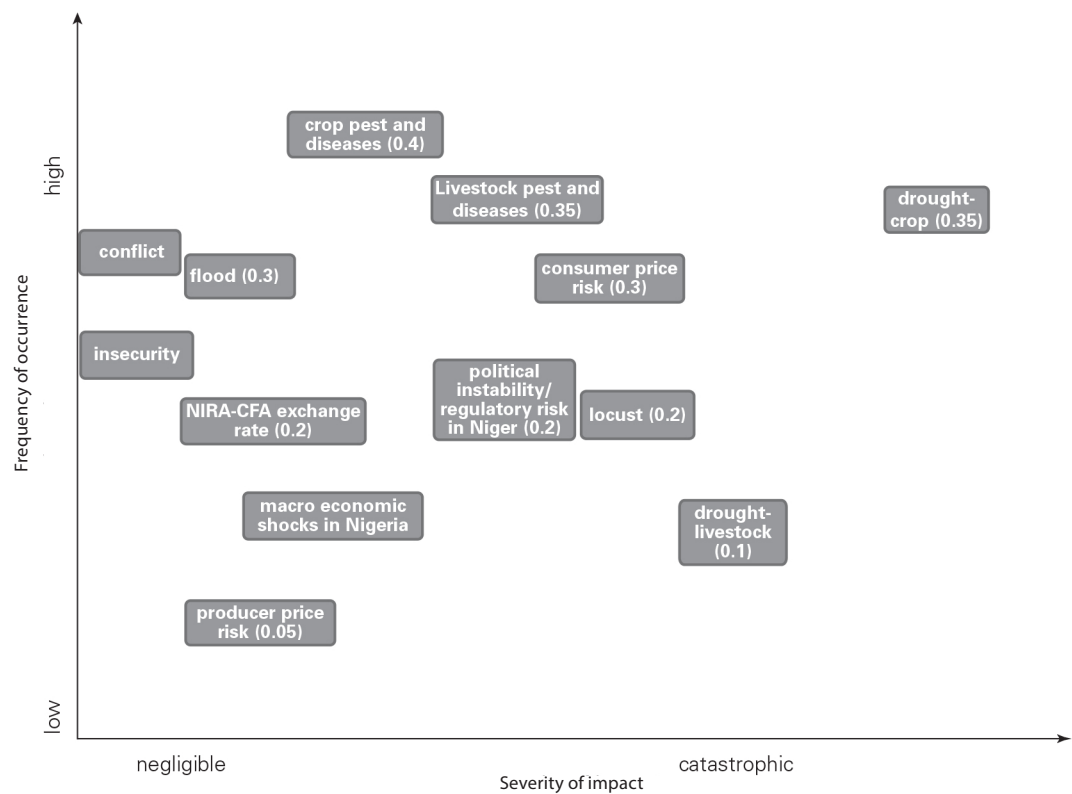 crop pest and
diseases (0.4)
high
Livestock pest and
diseases (0.35)
drought-
crop (0.35)
conflict
flood (0.3)
consumer price
risk (0.3)
Frequency of occurrence
insecurity
political
instability/
regulatory risk
in Niger (0.2)
locust (0.2)
NIRA-CFA exchange
rate (0.2)
macro economic
shocks in Nigeria
drought-
livestock
(0.1)
producer price
risk (0.05)
low
negligible
catastrophic
Severity of impact